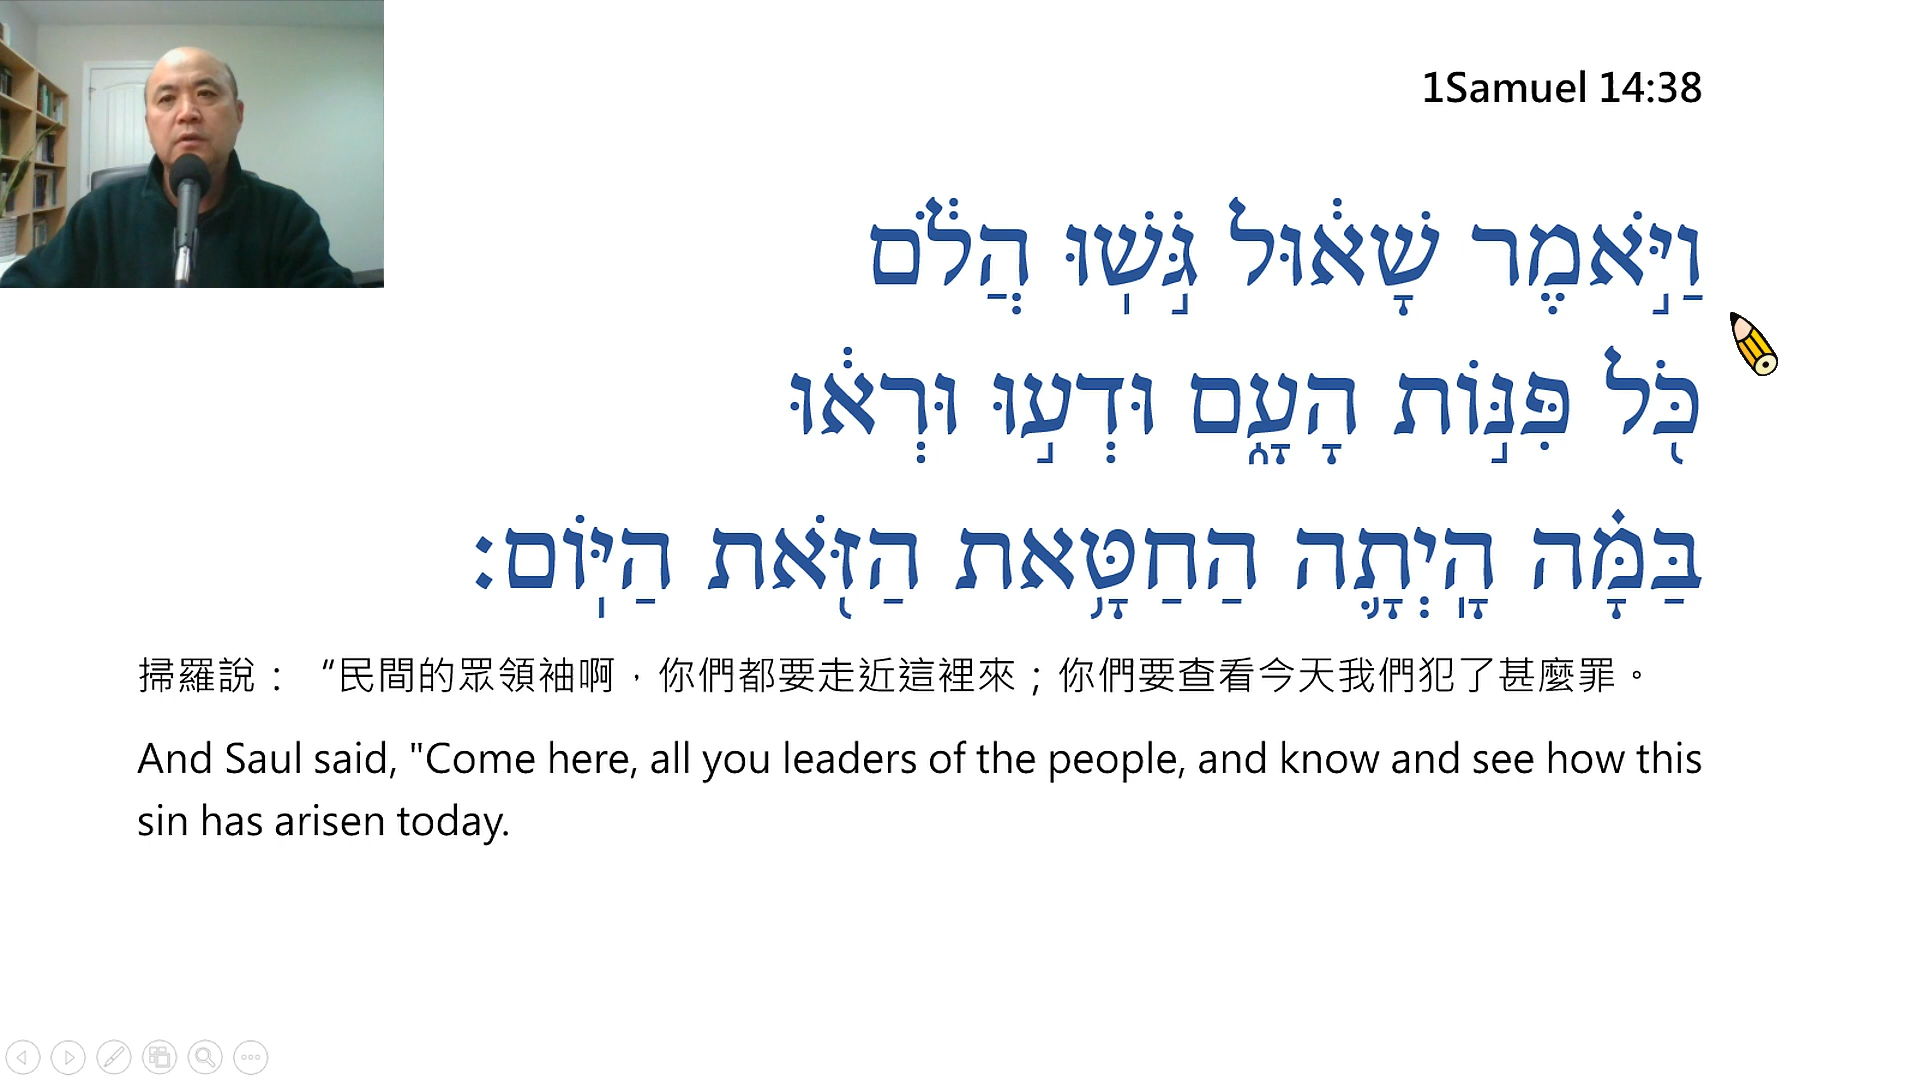 1Samuel 14:38
וַיֹּ֣אמֶר שָׁא֔וּל גֹּ֣שֽׁוּ הֲלֹ֔ם
כֹּ֖ל פִּנּ֣וֹת הָעָ֑ם וּדְע֣וּ וּרְא֔וּ
בַּמָּ֗ה הָֽיְתָ֛ה הַחַטָּ֥את הַזֹּ֖את הַיּֽוֹם׃
掃羅說：“民間的眾領袖啊，你們都要走近這裡來；你們要查看今天我們犯了甚麼罪。
And Saul said, "Come here, all you leaders of the people, and know and see how this
sin has arisen today.